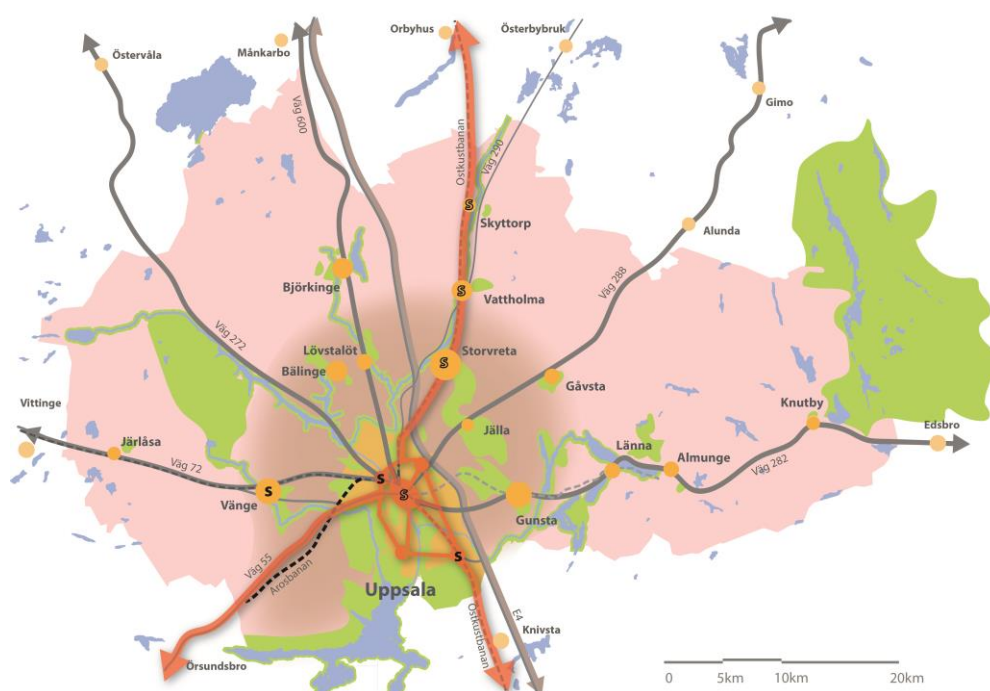 Orbyhus
Österbybruk
Östervåla
Månkarbo
Gimo
Väg 600
Ostkustbanan
Väg 290
S
Skyttorp
Alunda
Björkinge
S
Vattholma
Väg 288
Väg 272
Lövstalöt
S
Storvreta
Bälinge
Gåvsta
Vittinge
Knutby
Edsbro
Järlåsa
Jälla
Länna
Almunge
Väg 72
Väg 282
S
S
S
Vänge
Gunsta
Väg 55
Arosbanan
S
Uppsala
E4
Ostkustbanan
Knivsta
Örsundsbro
0
5km
10km
20km